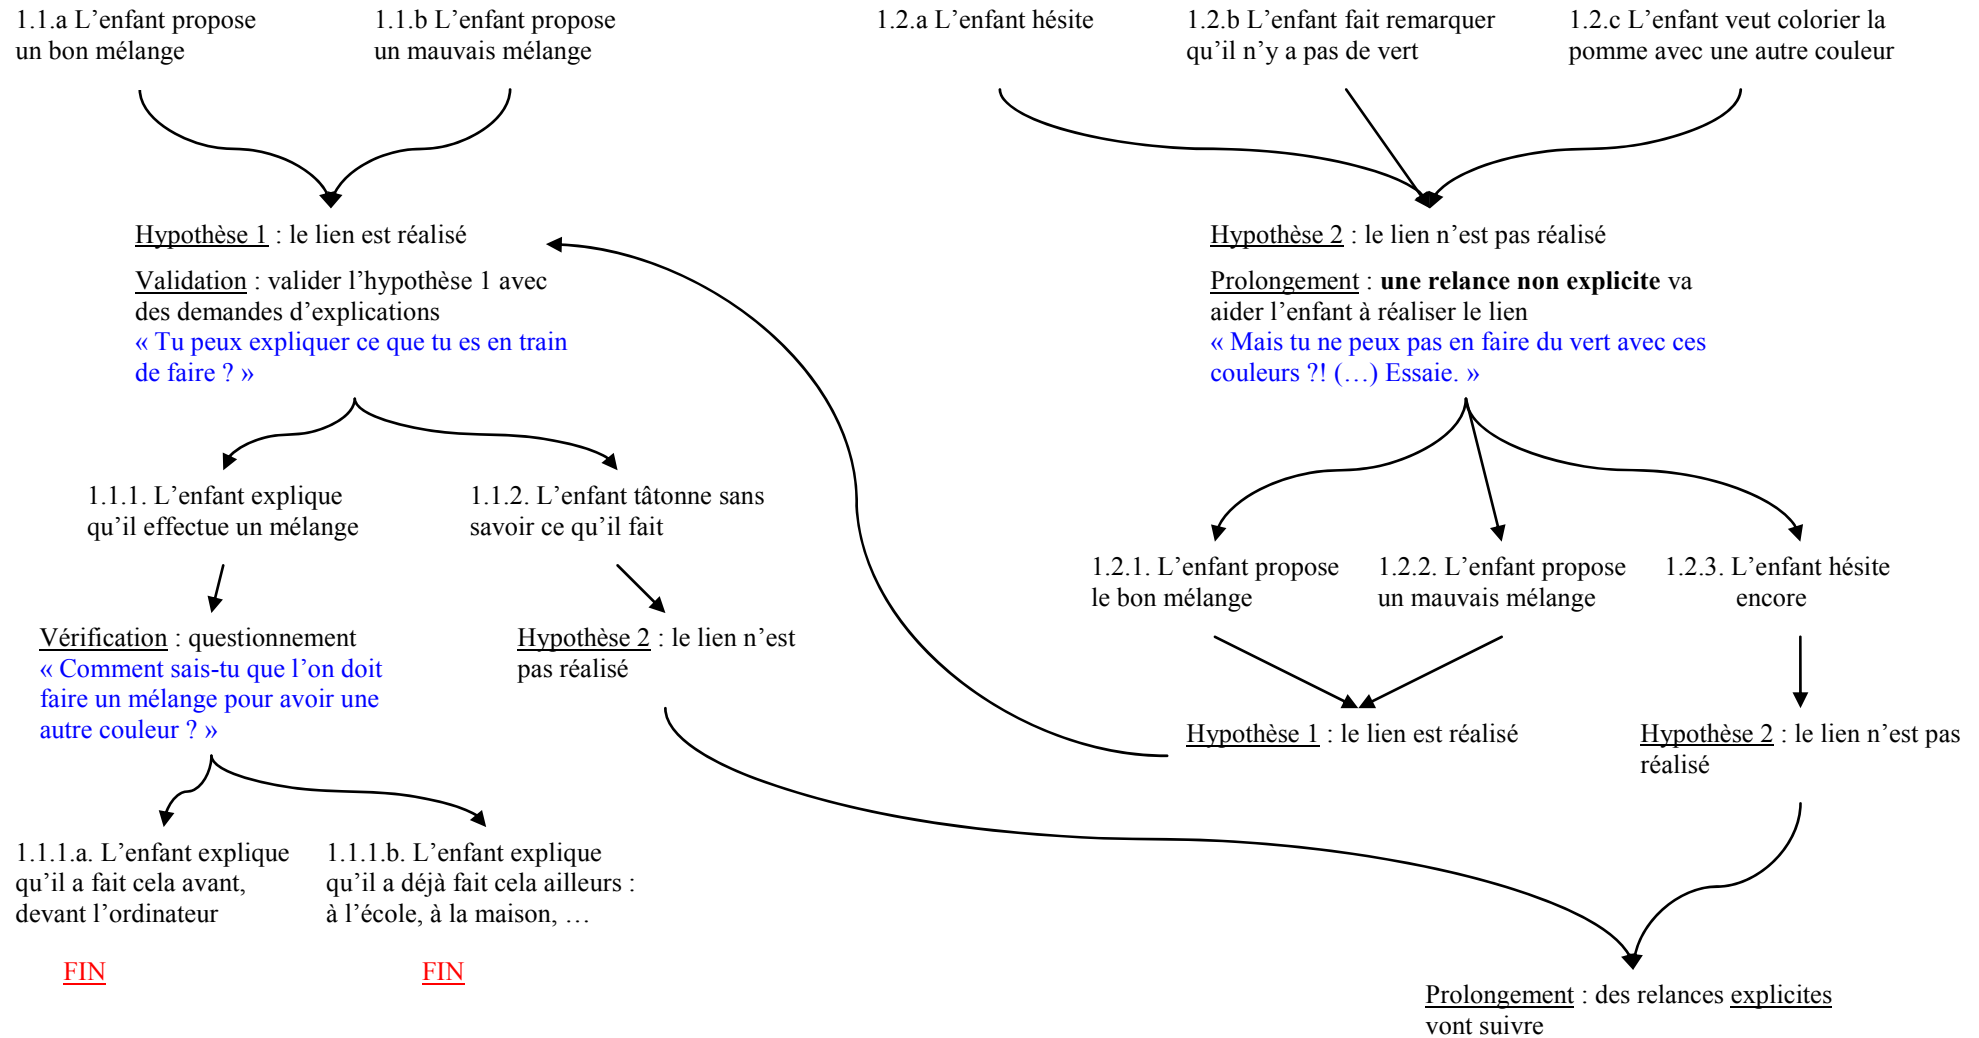 1.1.a L'enfant propose
un bon mélange
1.1.b L'enfant propose
un mauvais mélange
1.2.a L'enfant hésite
1.2.b L'enfant fait remarquer
qu'il n'y a pas de vert
1.2.c L'enfant veut colorier la
pomme avec une autre couleur
Hypothèse 1 : le lien est réalisé
Validation : valider l'hypothèse 1 avec
des demandes d'explications
« Tu peux expliquer ce que tu es en train
de faire ? »
Hypothèse 2 : le lien n'est pas réalisé
Prolongement : une relance non explicite va
aider l'enfant à réaliser le lien
« Mais tu ne peux pas en faire du vert avec ces
couleurs ?! (…) Essaie. »
1.1.1. L'enfant explique
qu'il effectue un mélange
1.1.2. L'enfant tâtonne sans
savoir ce qu'il fait
1.2.1. L'enfant propose
le bon mélange
1.2.2. L'enfant propose
un mauvais mélange
1.2.3. L'enfant hésite
encore
Vérification : questionnement
« Comment sais-tu que l'on doit
faire un mélange pour avoir une
autre couleur ? »
Hypothèse 2 : le lien n'est
pas réalisé
Hypothèse 1 : le lien est réalisé
Hypothèse 2 : le lien n'est pas
réalisé
1.1.1.a. L'enfant explique
qu'il a fait cela avant,
devant l'ordinateur
1.1.1.b. L'enfant explique
qu'il a déjà fait cela ailleurs :
à l'école, à la maison, …
FIN
FIN
Prolongement : des relances explicites
vont suivre